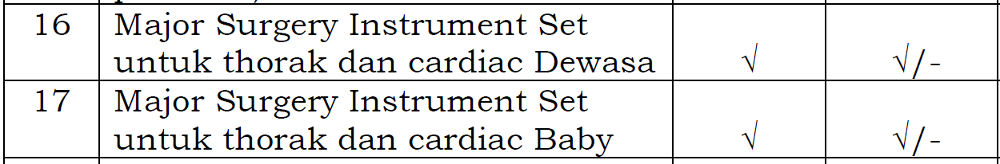 16 Major Surgery Instrument Set
untuk thorak dan cardiac Dewasa √ √/-
17 Major Surgery Instrument Set
untuk thorak dan cardiac Baby √ √/-